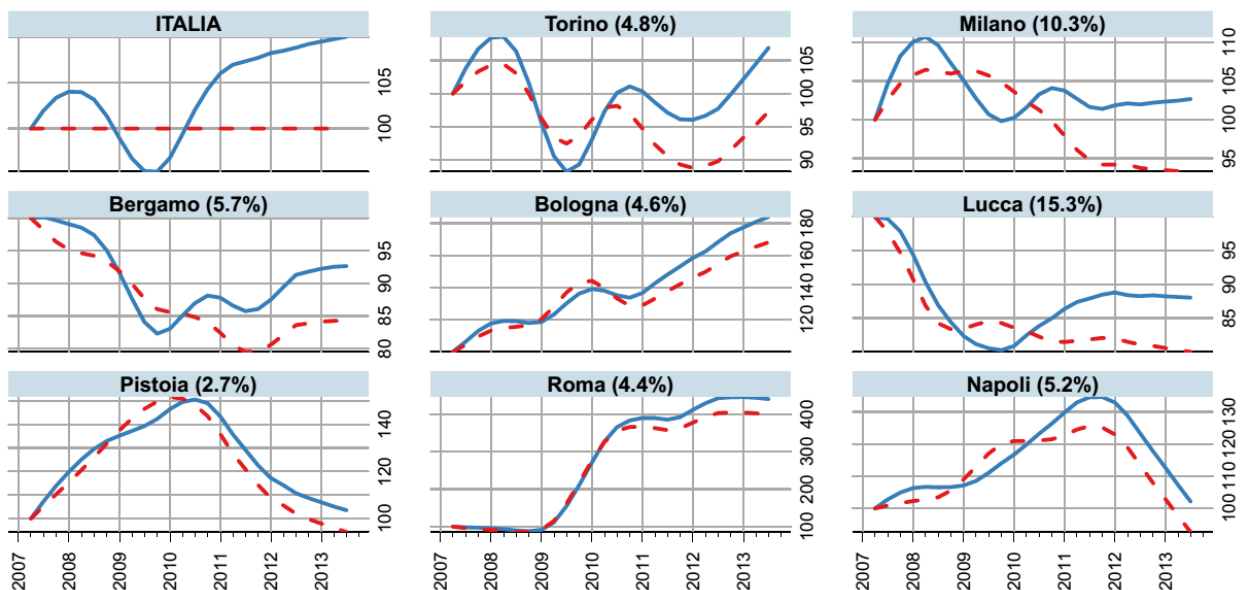 ITALIA
105
100
Torino (4.8%)
105
100
95
90
Milano (10.3%)
110
105
100
95
Bergamo (5.7%)
95
90
85
80
Bologna (4.6%)
180
160
140
120
Lucca (15.3%)
95
90
85
Pistoia (2.7%)
140
120
100
Roma (4.4%)
400
300
200
100
Napoli (5.2%)
130
120
110
100
2007 2008 2009 2010 2011 2012 2013
2007 2008 2009 2010 2011 2012 2013
2007 2008 2009 2010 2011 2012 2013